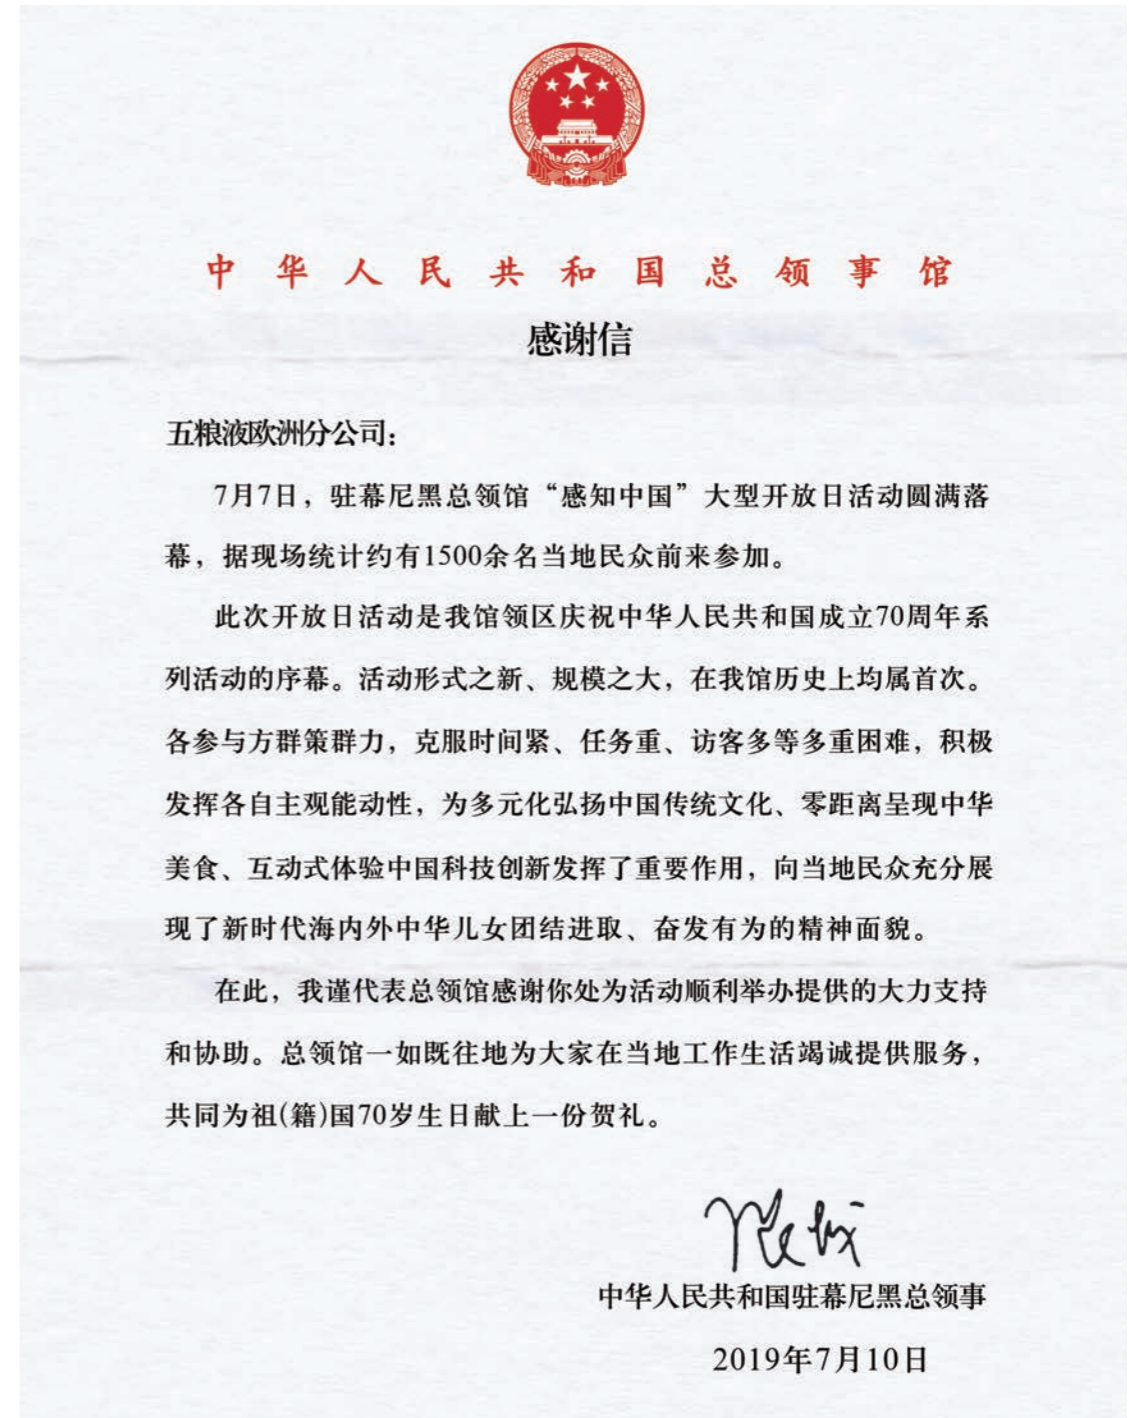 中华人民共和国总领事馆
感谢信
五粮液欧洲分公司：
7月7日，驻幕尼黑总领馆“感知中国”大型开放日活动圆满落
幕，据现场统计约有1500余名当地民众前来参加。
此次开放日活动是我馆领区庆祝中华人民共和国成立70周年系
列活动的序幕。活动形式之新、规模之大，在我馆历史上均属首次。
各参与方群策群力，克服时间紧、任务重、访客多等多重困难，积极
发挥各自主观能动性，为多元化弘扬中国传统文化、零距离呈现中华
美食、互动式体验中国科技创新发挥了重要作用，向当地民众充分展
现了新时代海内外中华儿女团结进取、奋发有为的精神面貌。
在此，我谨代表总领馆感谢你处为活动顺利举办提供的大力支持
和协助。总领馆一如既往地为大家在当地工作生活竭诚提供服务，
共同为祖(籍)国70岁生日献上一份贺礼。
中华人民共和国驻幕尼黑总领事
2019年7月10日